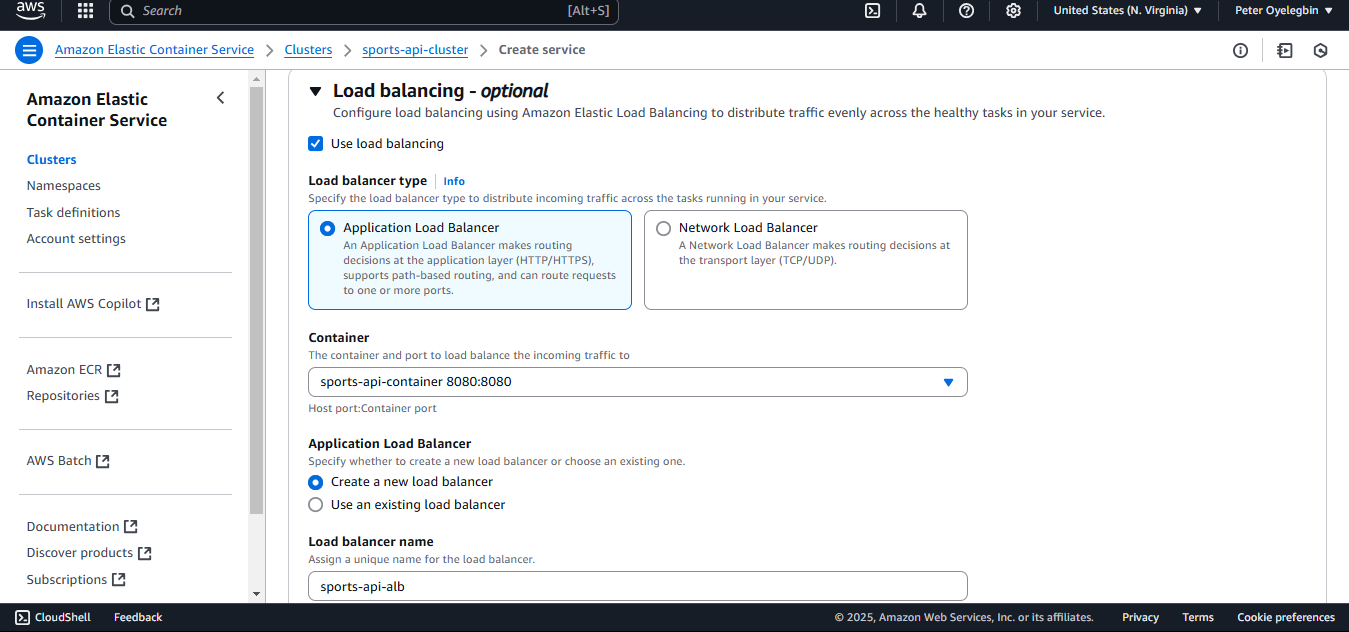 aws
Search [Alt+S]
United States (N. Virginia) Peter Oyelegbin
Amazon Elastic Container Service Clusters sports-api-cluster Create service
Amazon Elastic
Container Service
Clusters
Namespaces
Task definitions
Account settings
Install AWS Copilot
Amazon ECR
Repositories
AWS Batch
Documentation
Discover products
Subscriptions
Load balancing - optional
Configure load balancing using Amazon Elastic Load Balancing to distribute traffic evenly across the healthy tasks in your service.
Use load balancing
Load balancer type Info
Specify the load balancer type to distribute incoming traffic across the tasks running in your service.
Application Load Balancer
An Application Load Balancer makes routing
decisions at the application layer (HTTP/HTTPS),
supports path-based routing, and can route requests
to one or more ports.
Network Load Balancer
A Network Load Balancer makes routing decisions at
the transport layer (TCP/UDP).
Container
The container and port to load balance the incoming traffic to
sports-api-container 8080:8080
Host port:Container port
Application Load Balancer
Specify whether to create a new load balancer or choose an existing one.
Create a new load balancer
Use an existing load balancer
Load balancer name
Assign a unique name for the load balancer.
sports-api-alb
CloudShell Feedback © 2025, Amazon Web Services, Inc. or its affiliates. Privacy Terms Cookie preferences